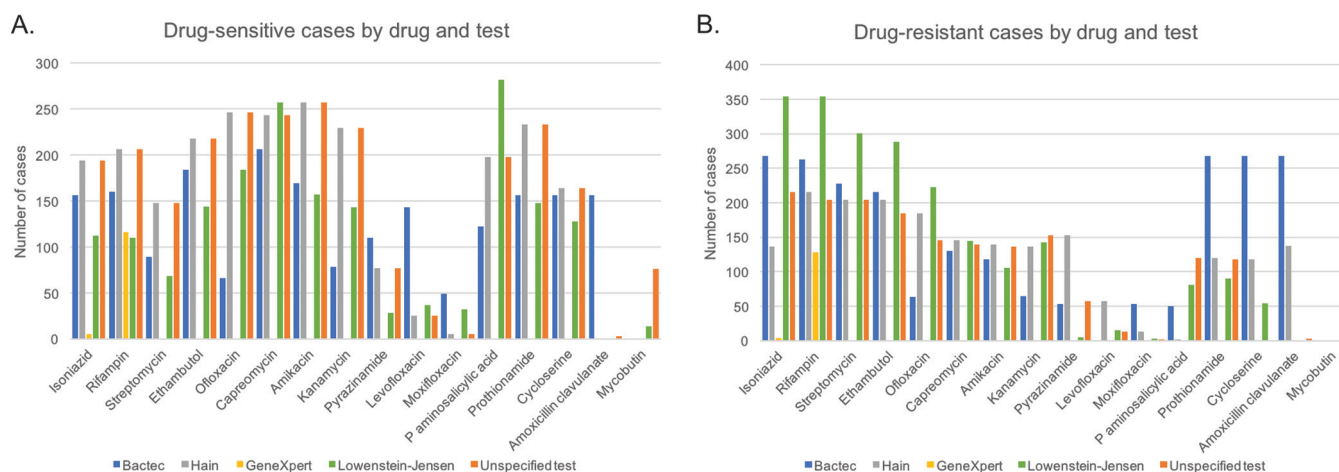 A.
Drug-sensitive cases by drug and test
Number of cases
300
250
200
150
100
50
0
Isoniazid
Rifampin
Streptomycin
Ethambutol
Ofloxacin
Capreomycin
Amikacin
Kanamycin
Pyrazinamide
Levofloxacin
Moxifloxacin
P aminosalicylic acid
Prothionamide
Cycloserine
Amoxicillin clavulanate
Mycobutin
Bactec Hain GeneXpert Lowenstein-Jensen Unspecified test
B.
Drug-resistant cases by drug and test
Number of cases
400
350
300
250
200
150
100
50
0
Isoniazid
Rifampin
Streptomycin
Ethambutol
Ofloxacin
Capreomycin
Amikacin
Kanamycin
Pyrazinamide
Levofloxacin
Moxifloxacin
P aminosalicylic acid
Prothionamide
Cycloserine
Amoxicillin clavulanate
Mycobutin
Bactec Hain GeneXpert Lowenstein-Jensen Unspecified test